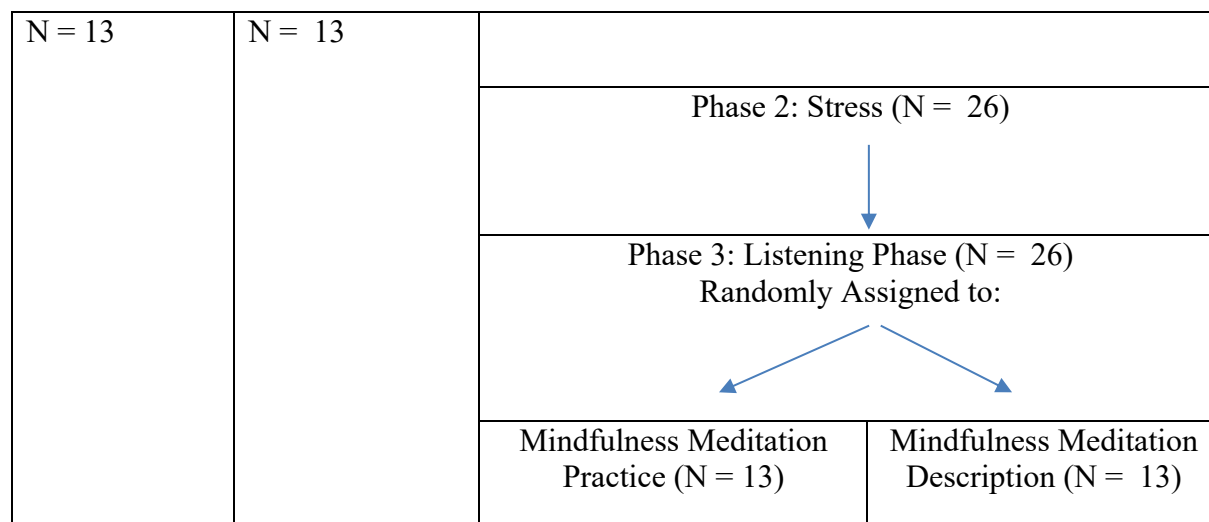 N = 13
N =  13
Phase 2: Stress (N =  26)
Phase 3: Listening Phase (N =  26)
Randomly Assigned to:
Mindfulness Meditation
Practice (N = 13)
Mindfulness Meditation
Description (N =  13)